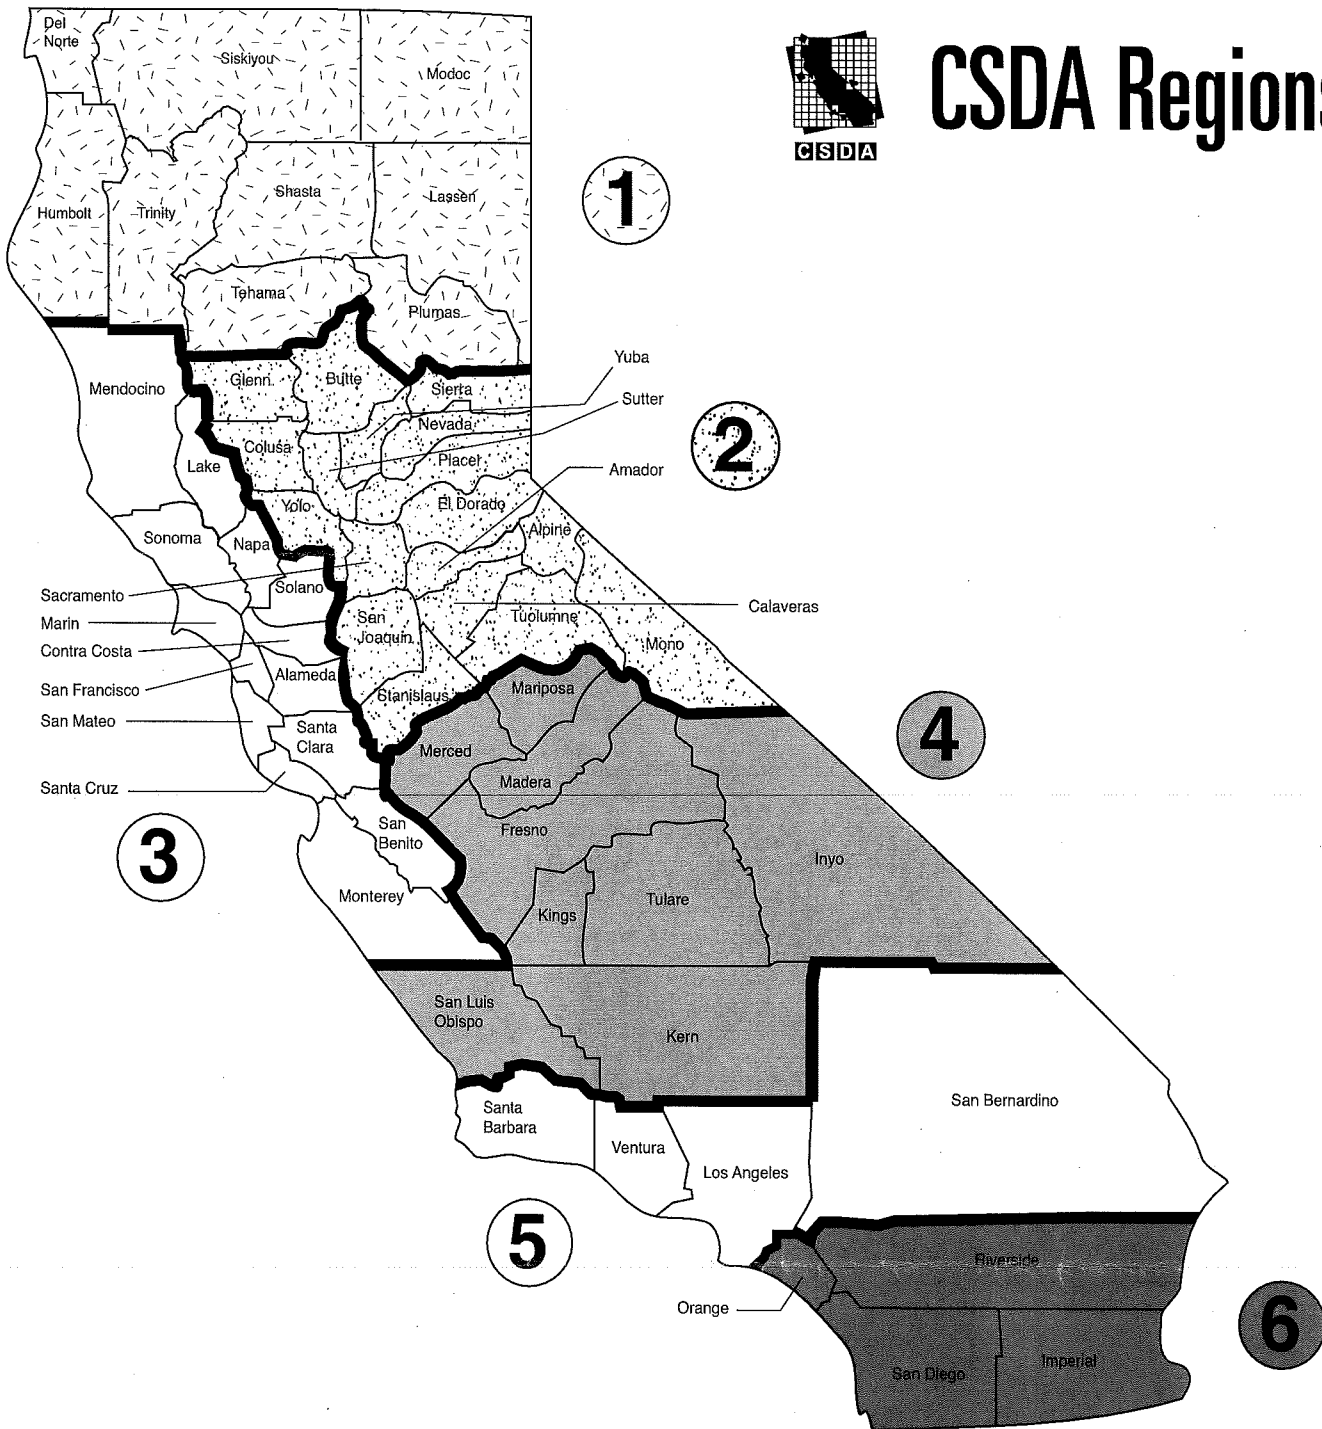 Del
Norte
Siskiyou
Modoc
CSDA Regions
CSDA
Humbolt
Trinity
Shasta
Lassen
1
Tehama
Plumas
Mendocino
Glenn
Butte
Sierra
Yuba
Sutter
Nevada
2
Colusa
Placer
Lake
Amador
Yolo
El Dorado
Alpine
Sonoma
Napa
Solano
Sacramento
Marin
San
Joaquin
Tuolumne
Calaveras
Contra Costa
Mono
Alameda
San Francisco
Stanislaus
Mariposa
San Mateo
Santa
Clara
Merced
4
Santa Cruz
Madera
3
San
Benito
Fresno
Inyo
Monterey
Kings
Tulare
San Luis
Obispo
Kern
Santa
Barbara
San Bernardino
Ventura
Los Angeles
5
Riverside
Orange
6
San Diego
Imperial